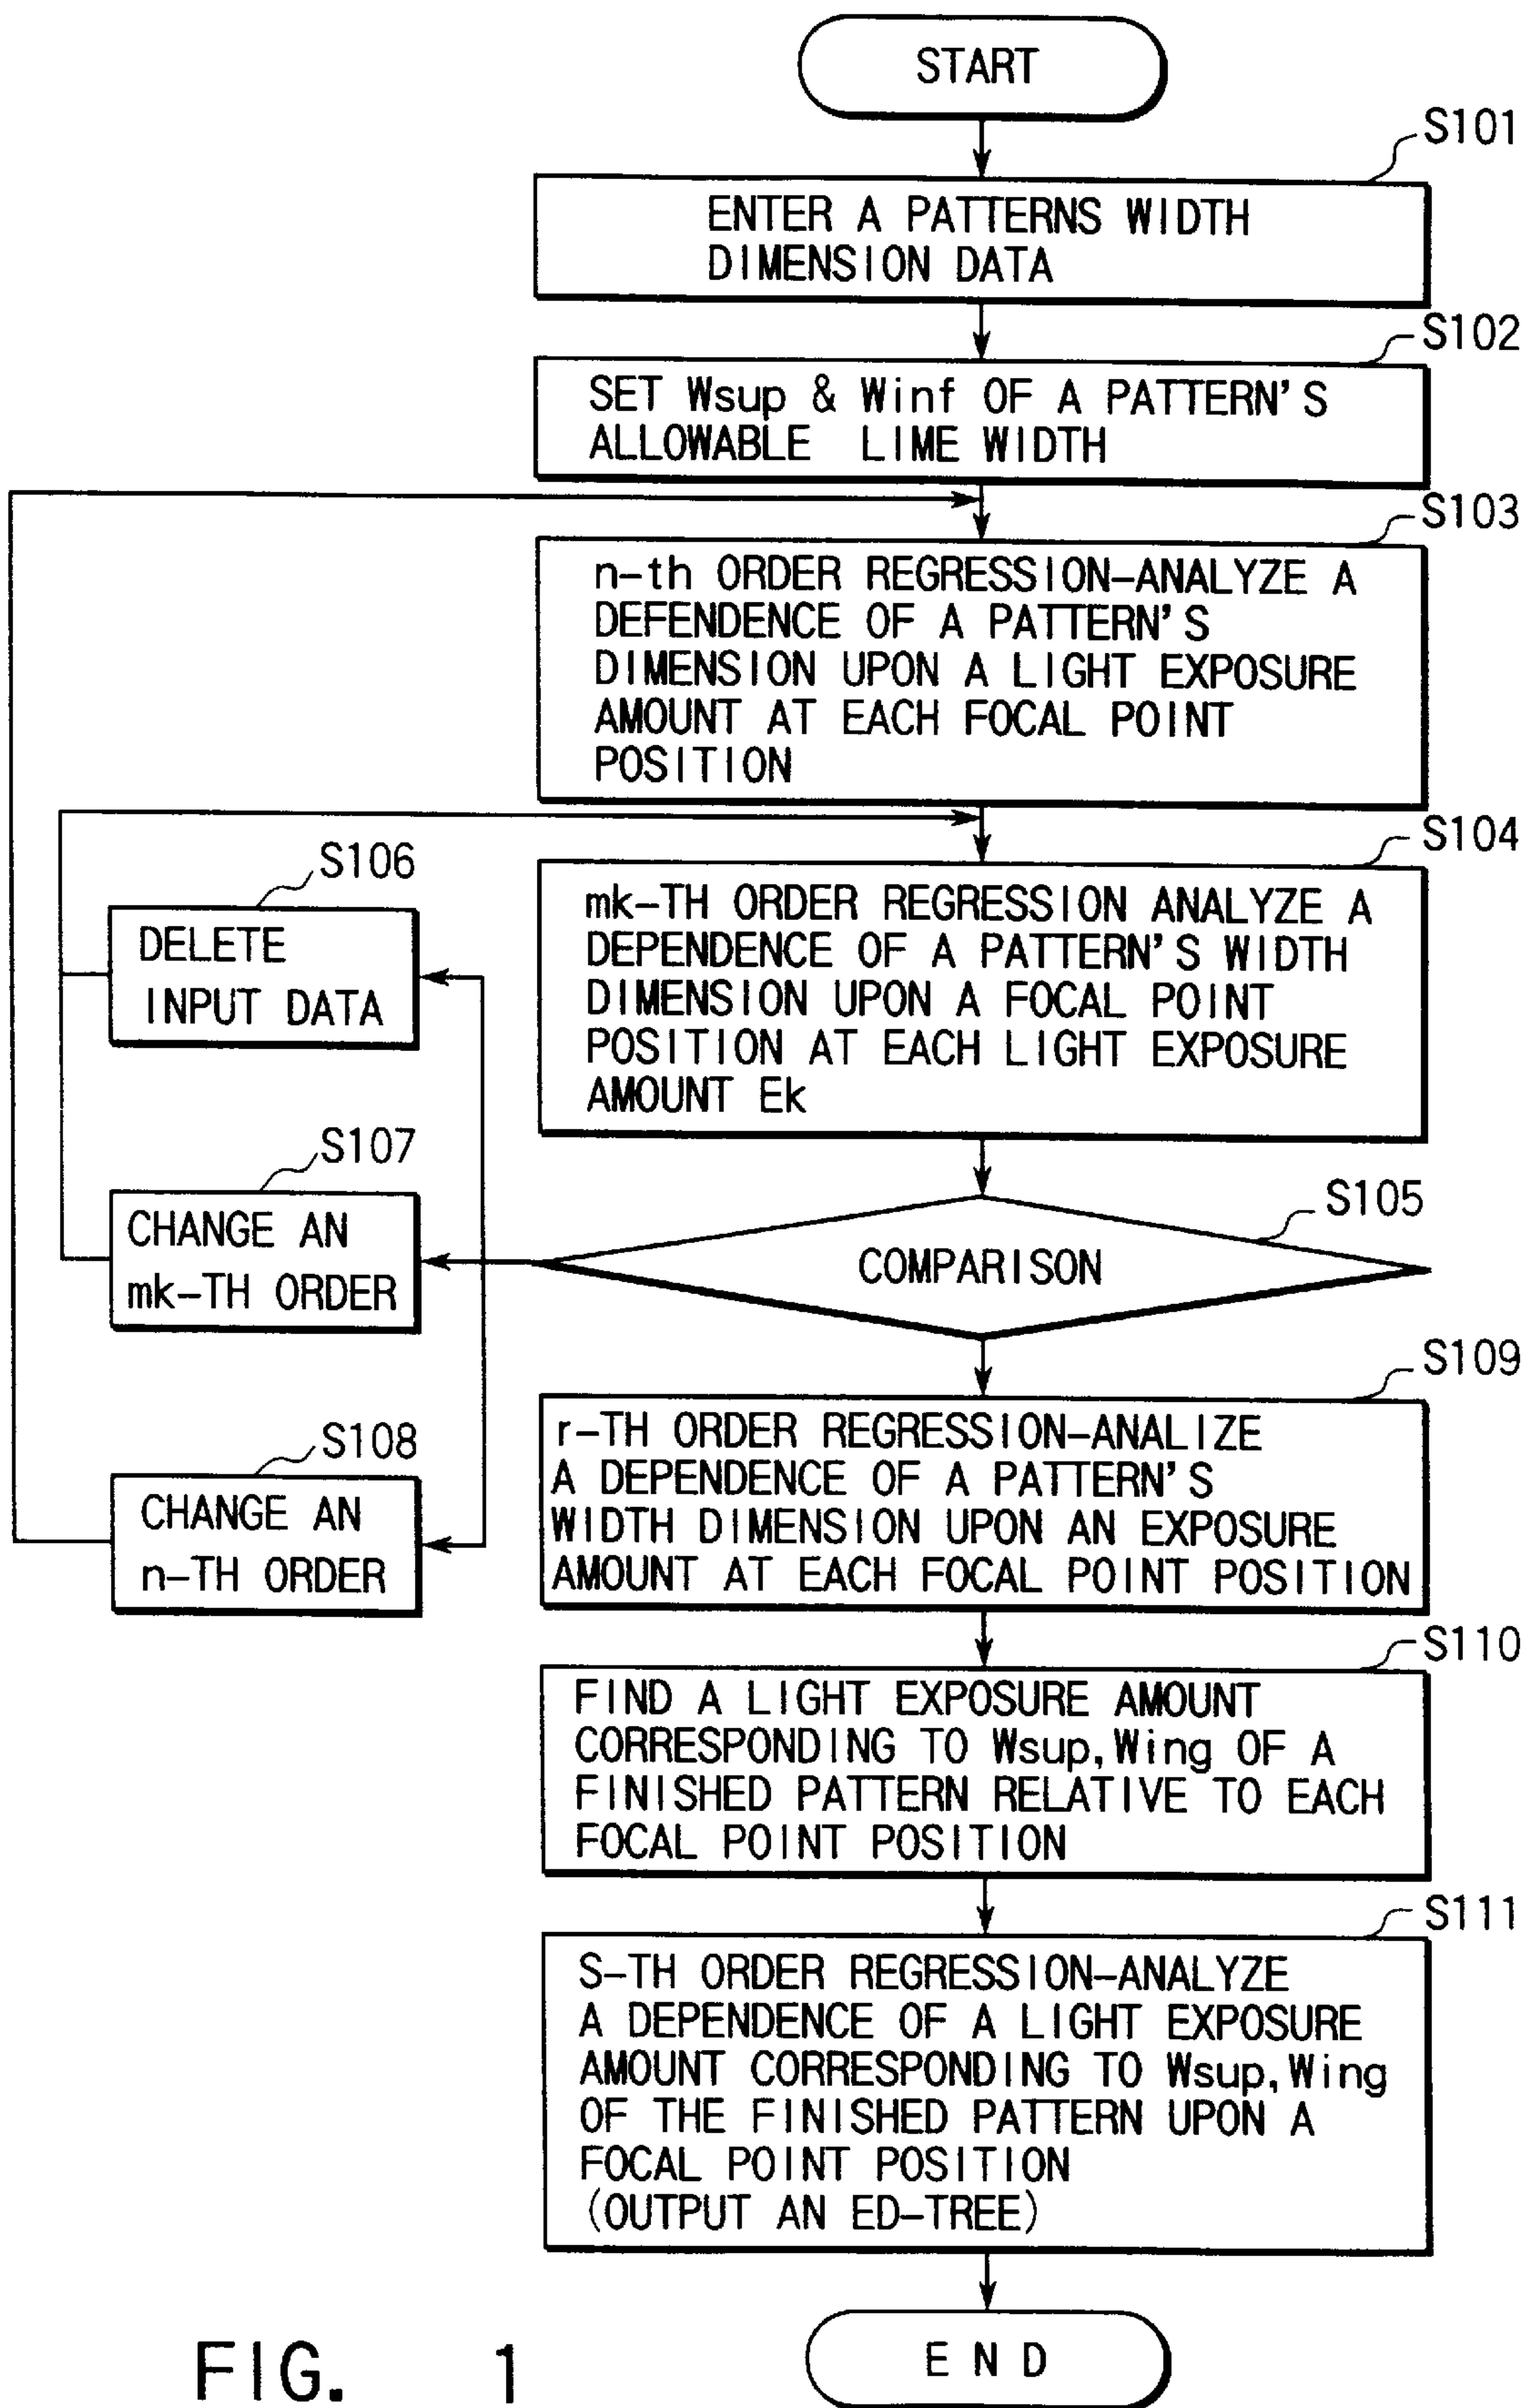 START
S101
ENTER A PATTERNS WIDTH
DIMENSION DATA
S102
SET Wsup & Winf OF A PATTERN'S
ALLOWABLE LIME WIDTH
S103
n-th ORDER REGRESSION-ANALYZE A
DEFENDENCE OF A PATTERN'S
DIMENSION UPON A LIGHT EXPOSURE
AMOUNT AT EACH FOCAL POINT
POSITION
S104
mk-TH ORDER REGRESSION ANALYZE A
DEPENDENCE OF A PATTERN'S WIDTH
DIMENSION UPON A FOCAL POINT
POSITION AT EACH LIGHT EXPOSURE
AMOUNT Ek
S106
DELETE
INPUT DATA
S107
CHANGE AN
mk-TH ORDER
S105
COMPARISON
S108
CHANGE AN
n-TH ORDER
S109
r-TH ORDER REGRESSION-ANALIZE
A DEPENDENCE OF A PATTERN'S
WIDTH DIMENSION UPON AN EXPOSURE
AMOUNT AT EACH FOCAL POINT POSITION
S110
FIND A LIGHT EXPOSURE AMOUNT
CORRESPONDING TO Wsup,Wing OF A
FINISHED PATTERN RELATIVE TO EACH
FOCAL POINT POSITION
S111
S-TH ORDER REGRESSION-ANALYZE
A DEPENDENCE OF A LIGHT EXPOSURE
AMOUNT CORRESPONDING TO Wsup,Wing
OF THE FINISHED PATTERN UPON A
FOCAL POINT POSITION
(OUTPUT AN ED-TREE)
END
FIG. 1